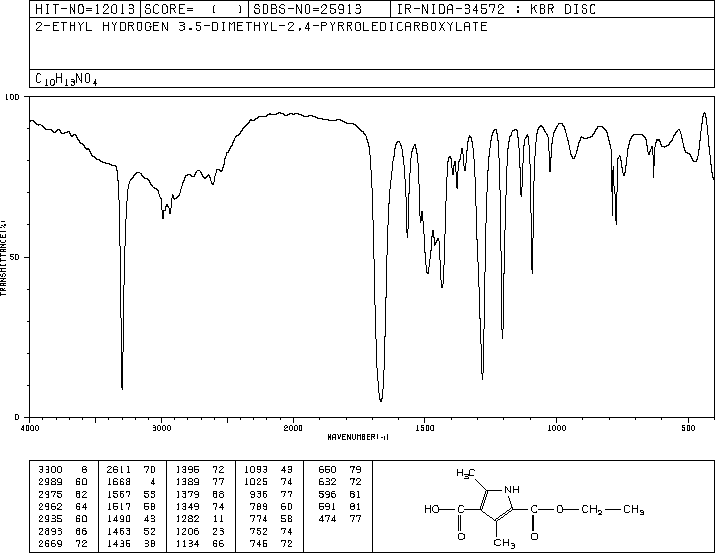 HIT-NO=12013 SCORE= ( ) SDBS-NO=25913 IR-NIDA-34572 : KBR DISC
2-ETHYL HYDROGEN 3,5-DIMETHYL-2,4-PYRROLEDICARBOXYLATE
C10H13NO4
100
50
0
TRANSMITTANCE(%)
4000 3000 2000 1500 1000 500
WAVENUMBER(-1)
3300 8 2611 70 1396 72 1093 43 660 79
2989 60 1668 4 1389 77 1025 74 632 72
2975 62 1567 55 1379 68 936 77 596 81
2962 64 1517 58 1349 74 789 60 591 81
2935 60 1490 43 1282 11 774 58 474 77
2893 66 1463 52 1206 23 752 74
2669 72 1436 38 1134 66 746 72
H3C
NH
HO—C C—O—CH2—CH3
O CH3 O